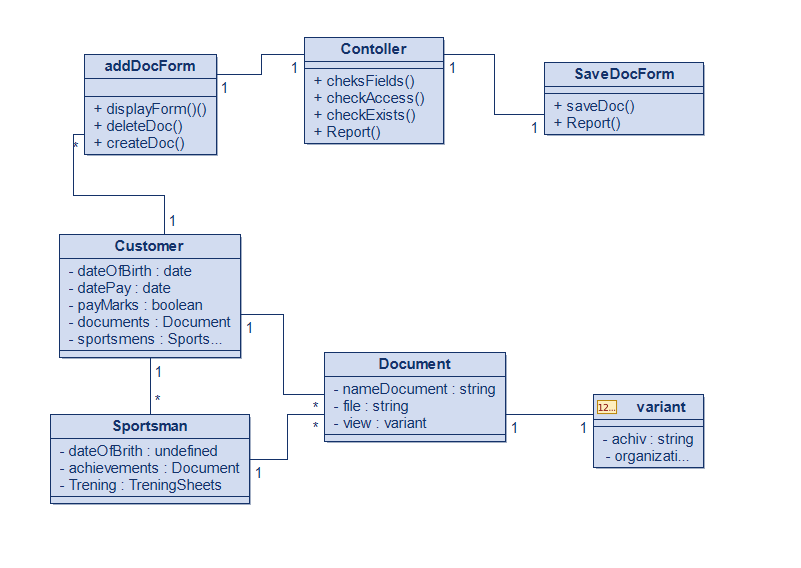 Contoller
+ cheksFields()
+ checkAccess()
+ checkExists()
+ Report()
addDocForm
+ displayForm()()
+ deleteDoc()
+ createDoc()
SaveDocForm
+ saveDoc()
+ Report()
1
1
1
1
*
1
Customer
- dateOfBirth : date
- datePay : date
- payMarks : boolean
- documents : Document
- sportsmens : Sports...
1
1
*
Document
- nameDocument : string
- file : string
- view : variant
*
*
1
1
12...
variant
- achiv : string
- organizati...
Sportsman
- dateOfBrith : undefined
- achievements : Document
- Trening : TreningSheets
1